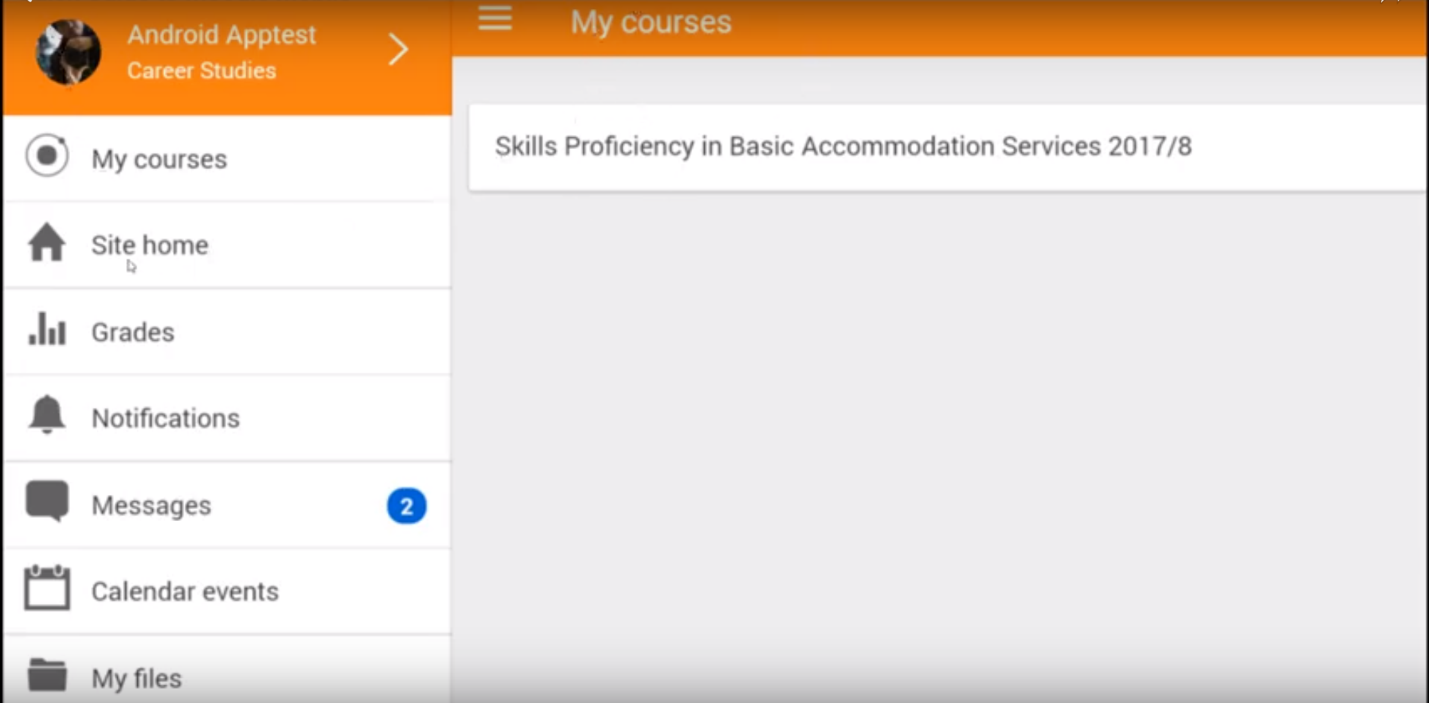 Android Apptest
Career Studies
My courses
Site home
Grades
Notifications
Messages
2
Calendar events
My files
My courses
Skills Proficiency in Basic Accommodation Services 2017/8